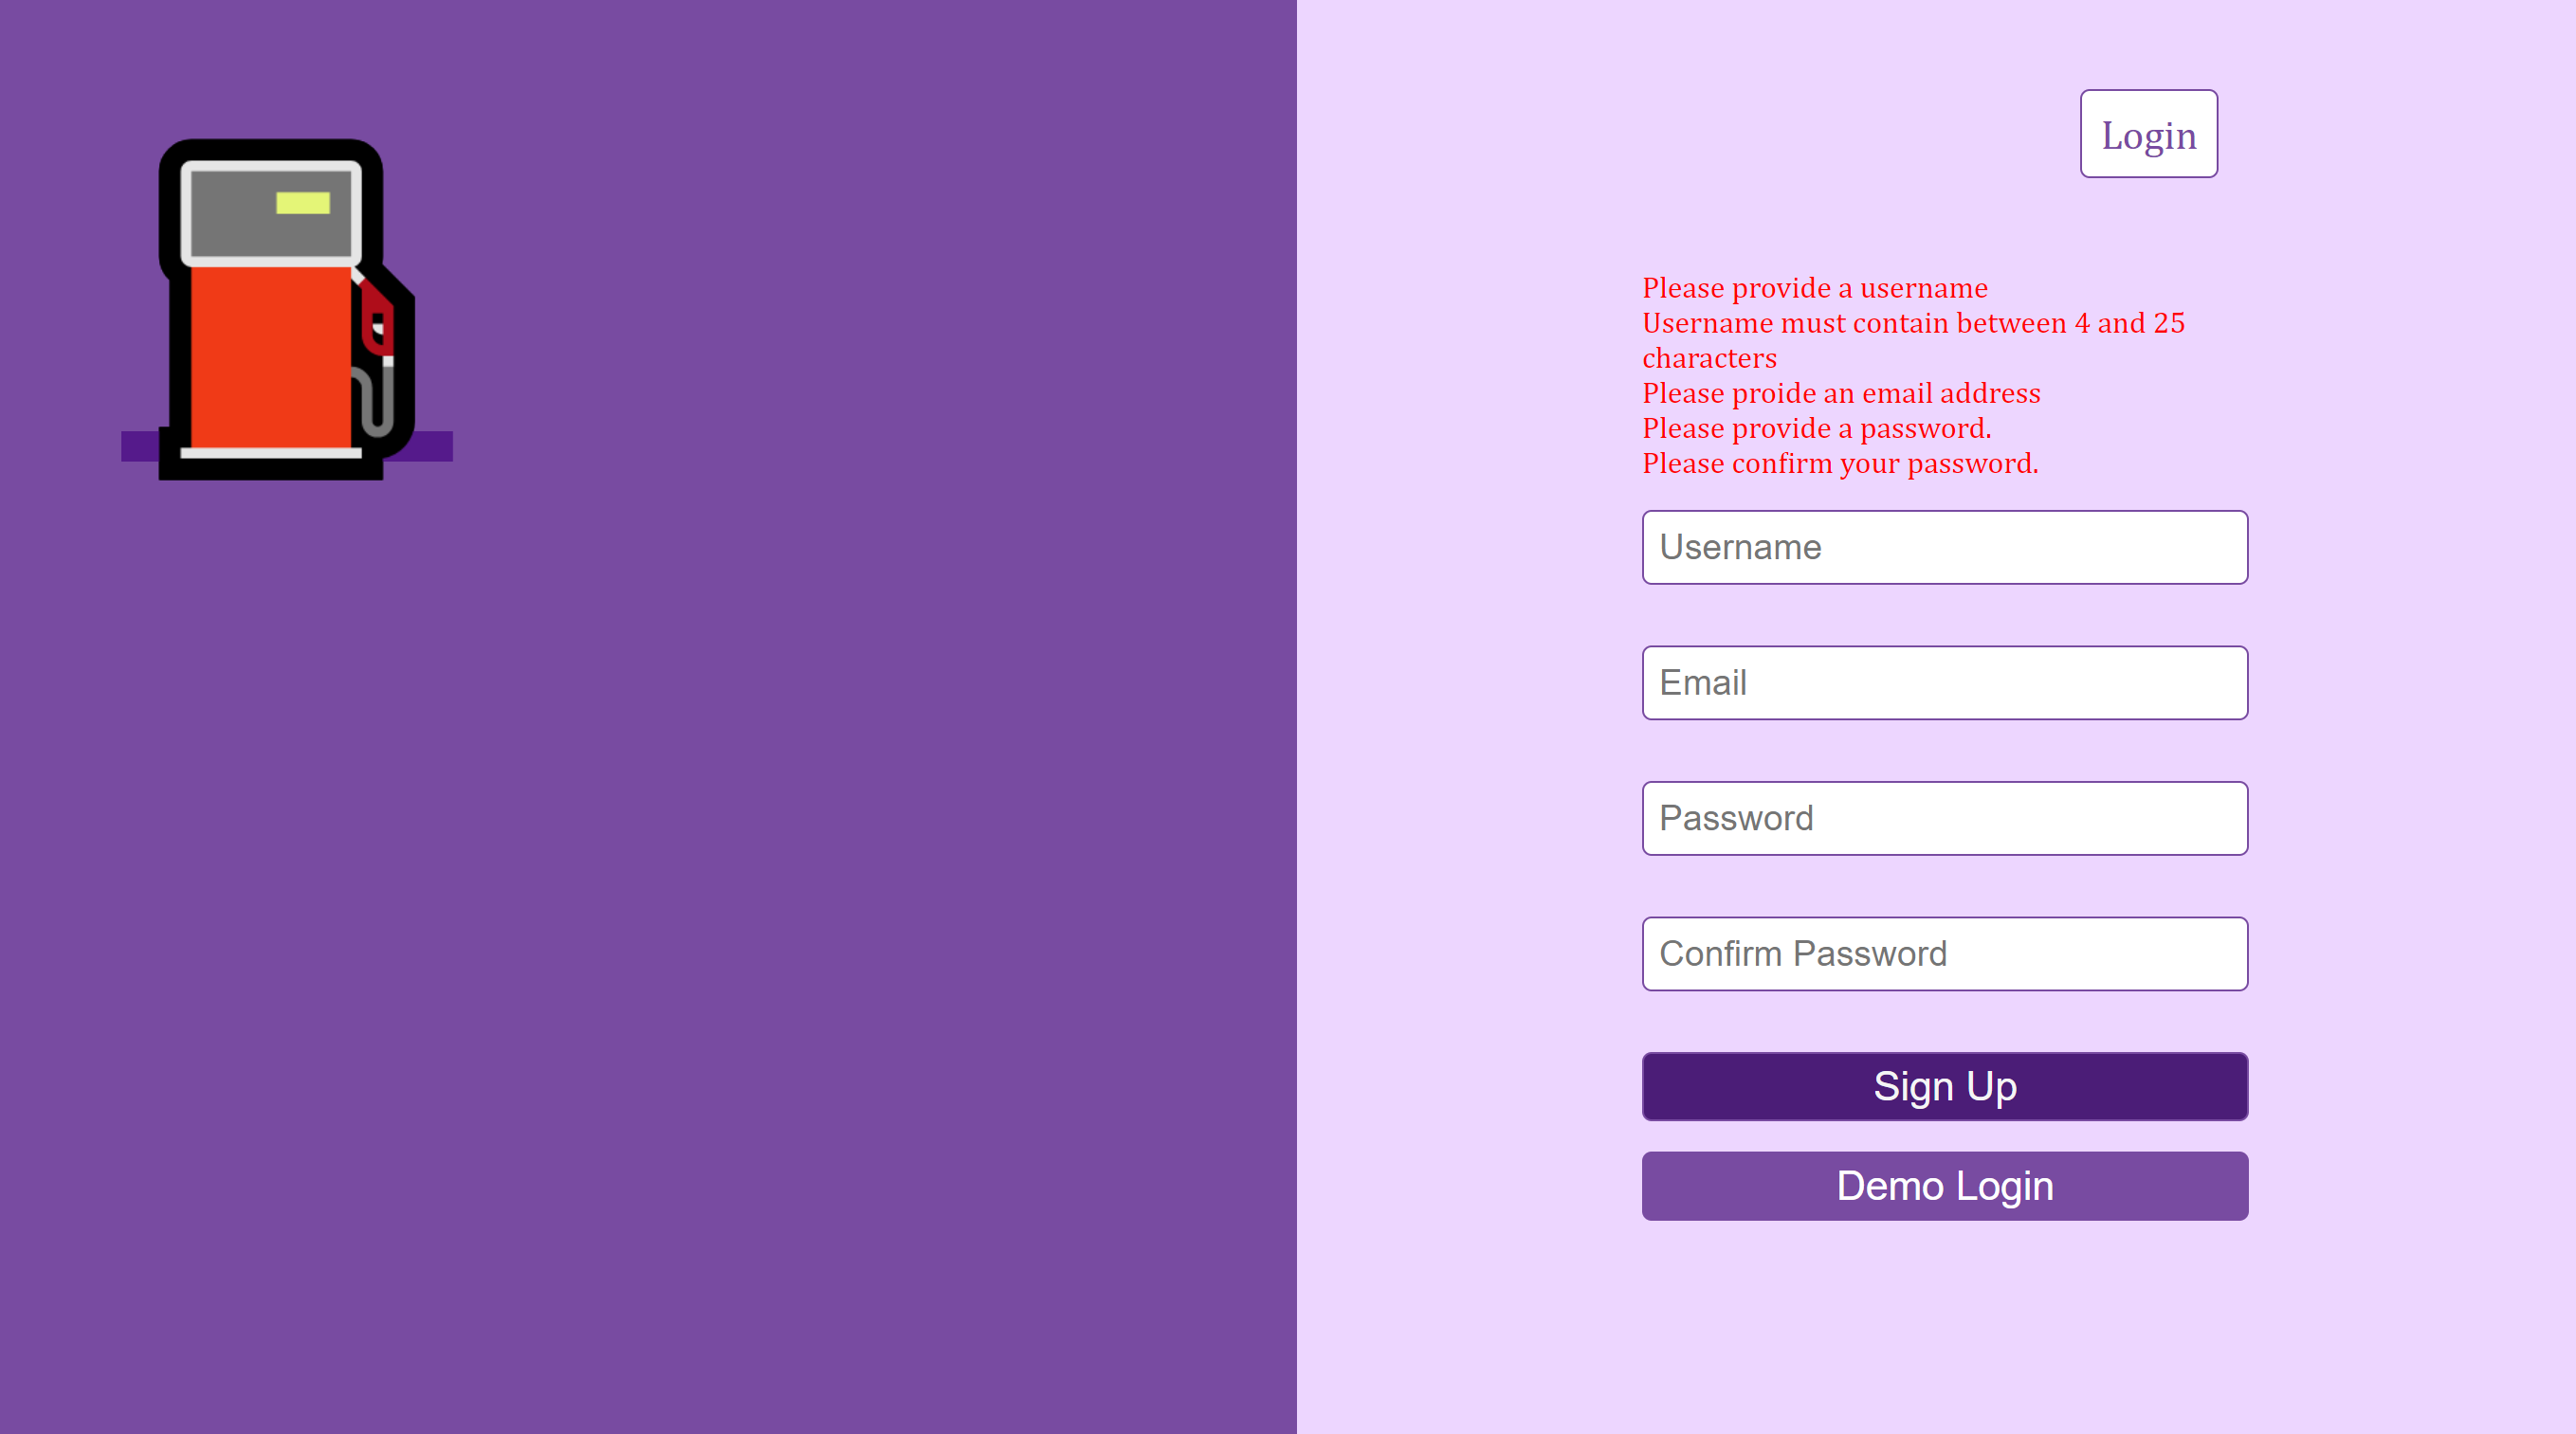 Login
Please provide a username
Username must contain between 4 and 25
characters
Please proide an email address
Please provide a password.
Please confirm your password.
Username
Email
Password
Confirm Password
Sign Up
Demo Login